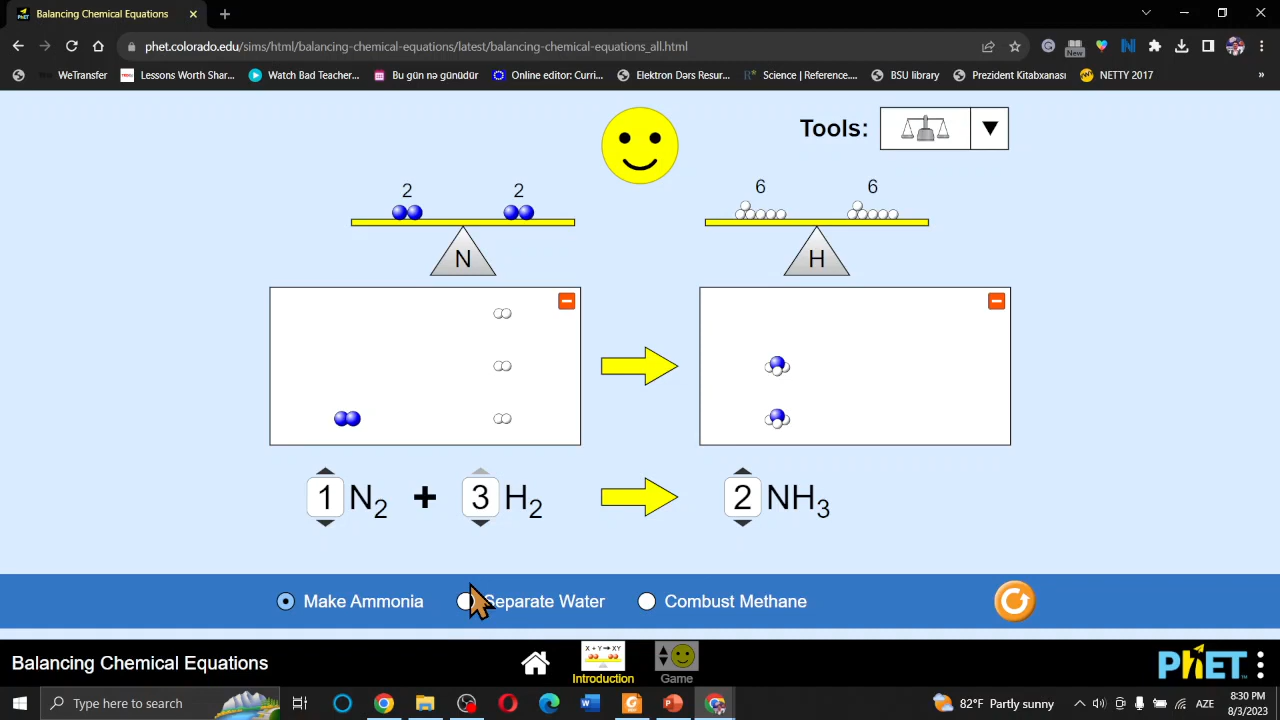 Balancing Chemical Equations
phet.colorado.edu/sims/html/balancing-chemical-equations/latest/balancing-chemical-equations_all.html
New
WeTransfer
Lessons Worth Shar...
Watch Bad Teacher...
Bu gün nə günüdür
Online editor: Curri...
Elektron Dərs Resur...
Science | Reference....
BSU library
Prezident Kitabxanası
NETTY 2017
»
Tools:
2 2 6 6
N H
1 N₂ + 3 H₂ 2 NH₃
Make Ammonia Separate Water Combust Methane
X + Y → XY
Balancing Chemical Equations
Introduction
Game
PhET
Type here to search
82°F Partly sunny
AZE
8:30 PM
8/3/2023